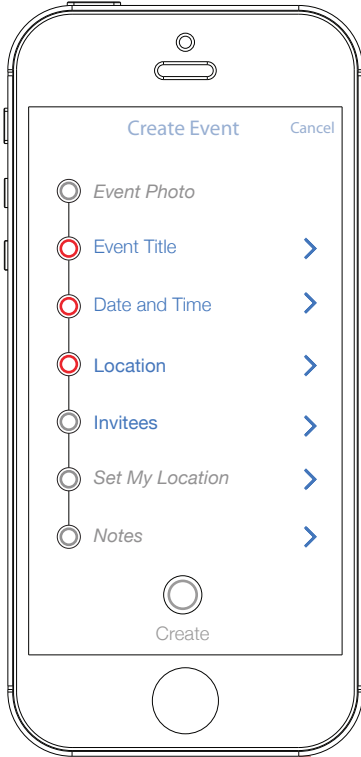 Create Event
Cancel
Event Photo
Event Title
Date and Time
Location
Invitees
Set My Location
Notes
Create